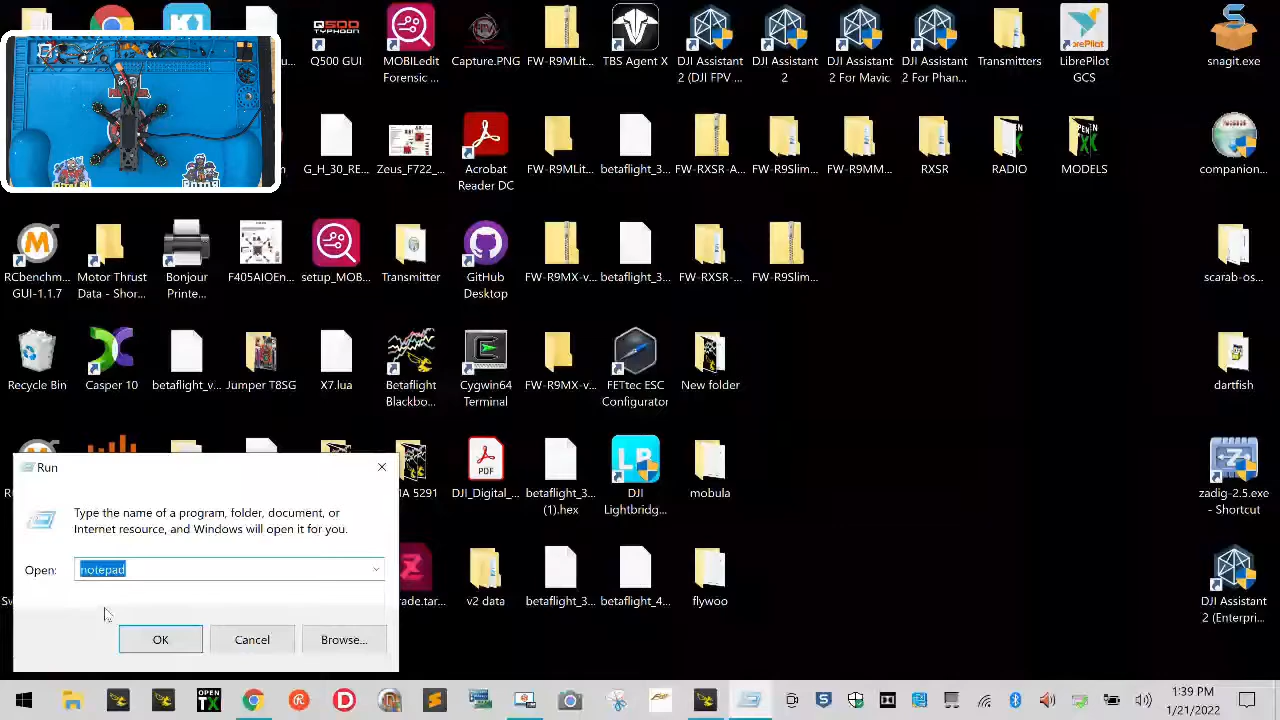 Q500 GUI
MOBILedit
Forensic ...
Capture.PNG
FW-R9MLit...
TBS Agent X
DJI Assistant
2 (DJI FPV ...
DJI Assistant
2
DJI Assistant
2 For Mavic
DJI Assistant
2 For Phan...
Transmitters
LibrePilot
GCS
snagit.exe
G_H_30_RE...
Zeus_F722_...
Acrobat
Reader DC
FW-R9MLit...
betaflight_3...
FW-RXSR-A...
FW-R9Slim...
FW-R9MM...
RXSR
RADIO
MODELS
companion...
RCbenchm...
GUI-1.1.7
Motor Thrust
Data - Shor...
Bonjour
Printe...
F405AIOEn...
setup_MOB...
Transmitter
GitHub
Desktop
FW-R9MX-v...
betaflight_3...
FW-RXSR-...
FW-R9Slim...
scarab-os...
Recycle Bin
Casper 10
betaflight_v...
Jumper T8SG
X7.lua
Betaflight
Blackbo...
Cygwin64
Terminal
FW-R9MX-v...
FETtec ESC
Configurator
New folder
dartfish
5291
DJI_Digital_...
betaflight_3...
(1).hex
DJI
Lightbridg...
mobula
zadig-2.5.exe
- Shortcut
Run
Type the name of a program, folder, document, or
Internet resource, and Windows will open it for you.
Open: notepad
OK
Cancel
Browse...
rade.tar...
v2 data
betaflight_3...
betaflight_4...
flywoo
DJI Assistant
2 (Enterpri...
OPEN
TX
1:39 PM
1/21/2022